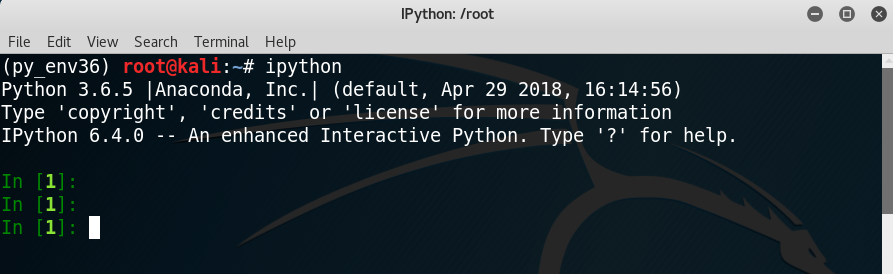 IPython: /root
File Edit View Search Terminal Help
(py_env36) root@kali:~# ipython
Python 3.6.5 |Anaconda, Inc.| (default, Apr 29 2018, 16:14:56)
Type 'copyright', 'credits' or 'license' for more information
IPython 6.4.0 -- An enhanced Interactive Python. Type '?' for help.
In [1]:
In [1]:
In [1]: